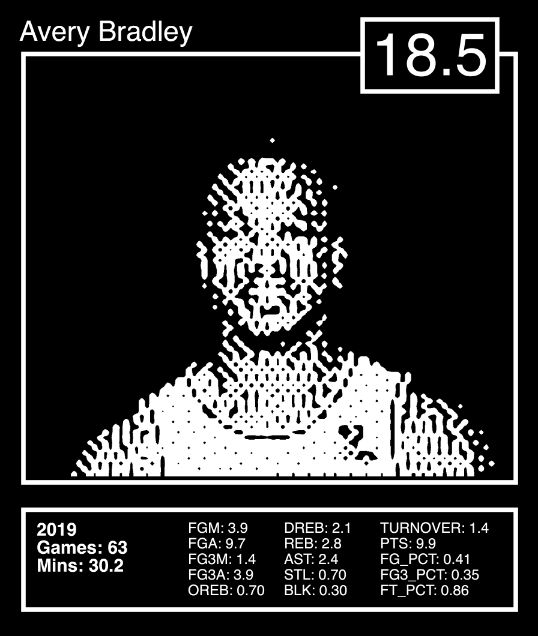 Avery Bradley
18.5
2019
Games: 63
Mins: 30.2
FGM: 3.9
FGA: 9.7
FG3M: 1.4
FG3A: 3.9
OREB: 0.70
DREB: 2.1
REB: 2.8
AST: 2.4
STL: 0.70
BLK: 0.30
TURNOVER: 1.4
PTS: 9.9
FG_PCT: 0.41
FG3_PCT: 0.35
FT_PCT: 0.86